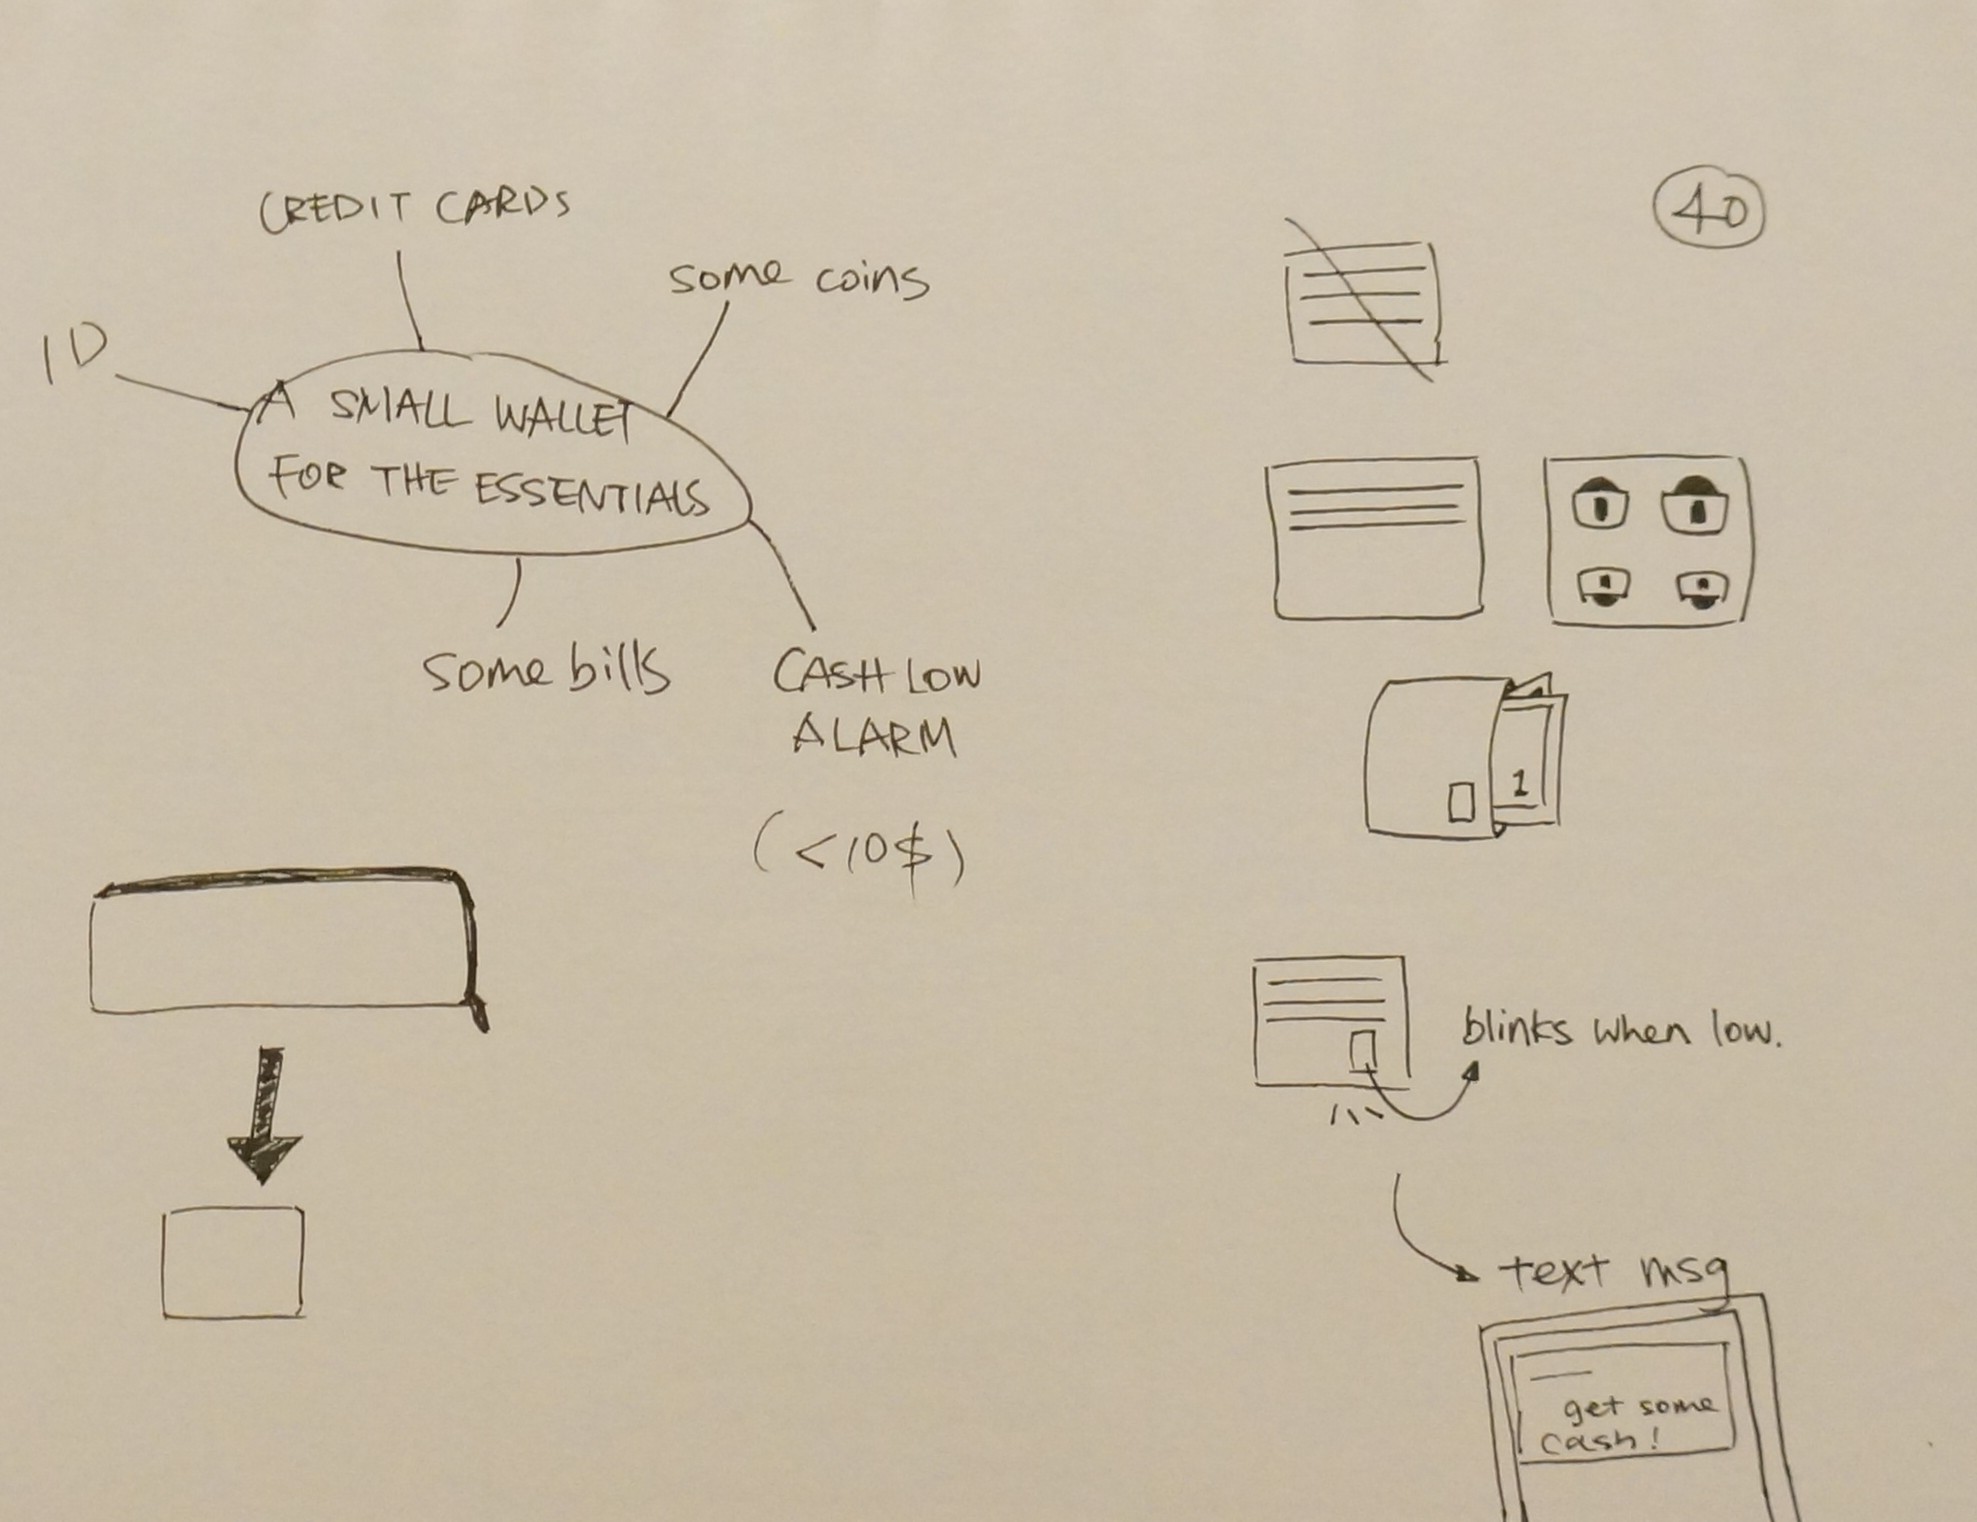 CREDIT CARDS
some coins
ID
A SMALL WALLET
FOR THE ESSENTIALS
some bills
CASH LOW
ALARM
(<10$)
40
1
blinks when low.
text msg
get some
cash!